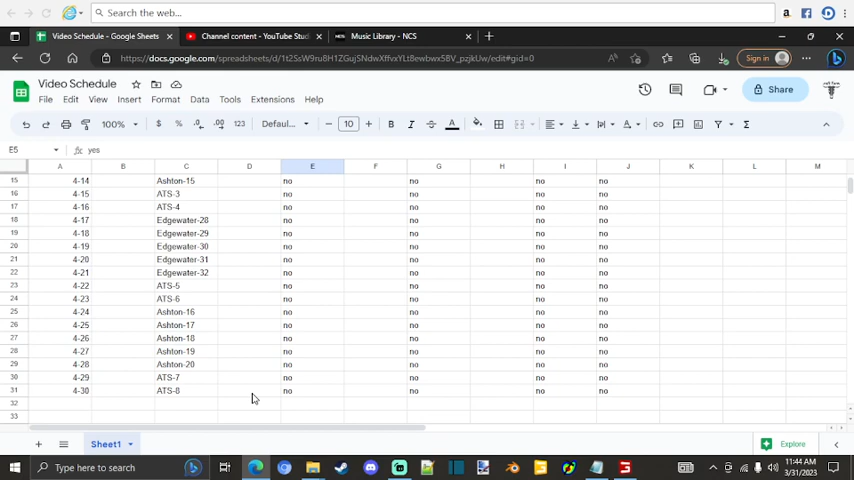 Search the web...
Video Schedule - Google Sheets
Channel content - YouTube Stud
Music Library - NCS
https://docs.google.com/spreadsheets/d/1t2SsW9ru8H1ZGujSNdwXffvxYLt8ewbwx5BV_pzjkUw/edit#gid=0
Sign in
Video Schedule
File Edit View Insert Format Data Tools Extensions Help
Share
100% $ % .0 .00 123 Defaul... 10 B I
E5 fx yes
A B C D E F G H I J K L M
15 4-14 Ashton-15 no no no no
16 4-15 ATS-3 no no no no
17 4-16 ATS-4 no no no no
18 4-17 Edgewater-28 no no no no
19 4-18 Edgewater-29 no no no no
20 4-19 Edgewater-30 no no no no
21 4-20 Edgewater-31 no no no no
22 4-21 Edgewater-32 no no no no
23 4-22 ATS-5 no no no no
24 4-23 ATS-6 no no no no
25 4-24 Ashton-16 no no no no
26 4-25 Ashton-17 no no no no
27 4-26 Ashton-18 no no no no
28 4-27 Ashton-19 no no no no
29 4-28 Ashton-20 no no no no
30 4-29 ATS-7 no no no no
31 4-30 ATS-8 no no no no
32
33
Sheet1
Explore
Type here to search
11:44 AM
3/31/2023